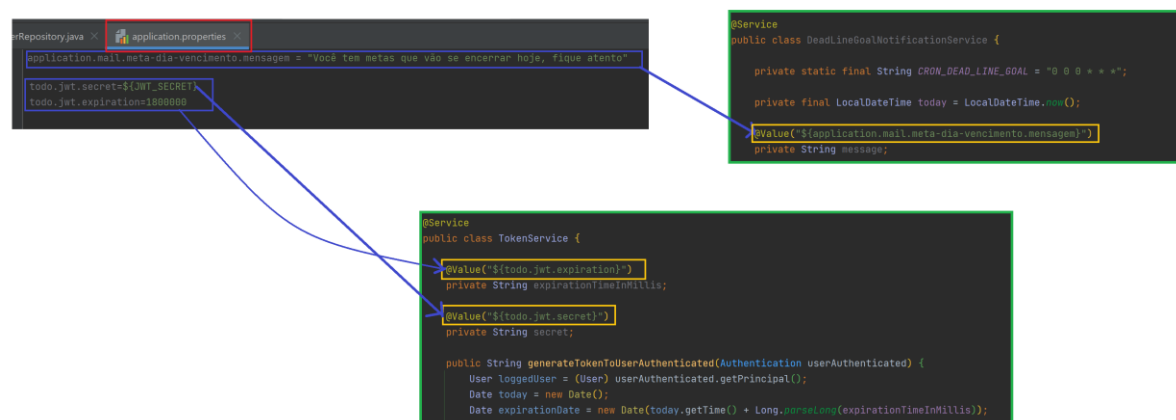 erRepository.java × application.properties ×
application.mail.meta-dia-vencimento.mensagem = "Você tem metas que vão se encerrar hoje, fique atento"
todo.jwt.secret=${JWT_SECRET}
todo.jwt.expiration=1800000
@Service
public class DeadLineGoalNotificationService {
private static final String CRON_DEAD_LINE_GOAL = "0 0 0 * * *";
private final LocalDateTime today = LocalDateTime.now();
@Value("${application.mail.meta-dia-vencimento.mensagem}")
private String message;
@Service
public class TokenService {
@Value("${todo.jwt.expiration}")
private String expirationTimeInMillis;
@Value("${todo.jwt.secret}")
private String secret;
public String generateTokenToUserAuthenticated(Authentication userAuthenticated) {
User loggedUser = (User) userAuthenticated.getPrincipal();
Date today = new Date();
Date expirationDate = new Date(today.getTime() + Long.parseLong(expirationTimeInMillis));